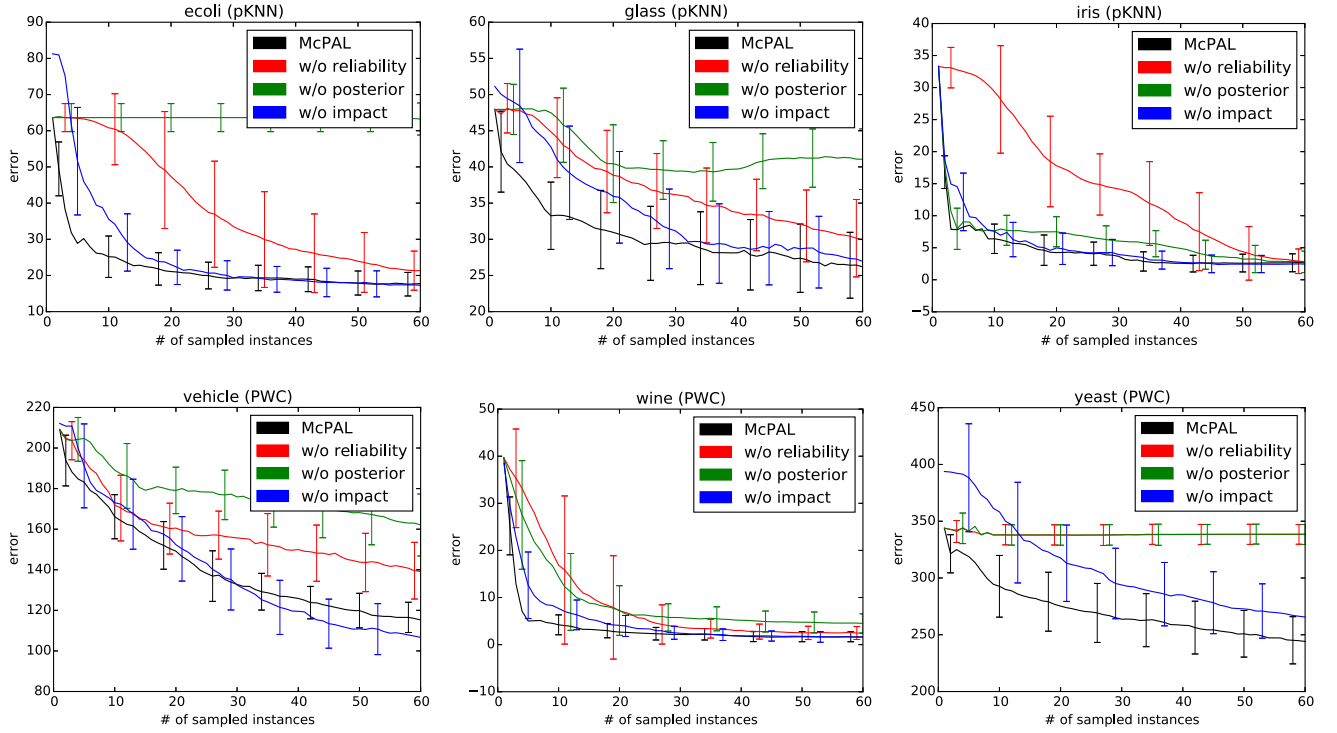 ecoli (pKNN)
100
90
80
70
60
50
40
30
20
10
0 10 20 30 40 50 60
error
# of sampled instances
McPAL
w/o reliability
w/o posterior
w/o impact
glass (pKNN)
60
55
50
45
40
35
30
25
20
0 10 20 30 40 50 60
error
# of sampled instances
McPAL
w/o reliability
w/o posterior
w/o impact
iris (pKNN)
40
35
30
25
20
15
10
5
0
−5
0 10 20 30 40 50 60
error
# of sampled instances
McPAL
w/o reliability
w/o posterior
w/o impact
vehicle (PWC)
220
200
180
160
140
120
100
80
0 10 20 30 40 50 60
error
# of sampled instances
McPAL
w/o reliability
w/o posterior
w/o impact
wine (PWC)
50
40
30
20
10
0
−10
0 10 20 30 40 50 60
error
# of sampled instances
McPAL
w/o reliability
w/o posterior
w/o impact
yeast (PWC)
450
400
350
300
250
200
0 10 20 30 40 50 60
error
# of sampled instances
McPAL
w/o reliability
w/o posterior
w/o impact